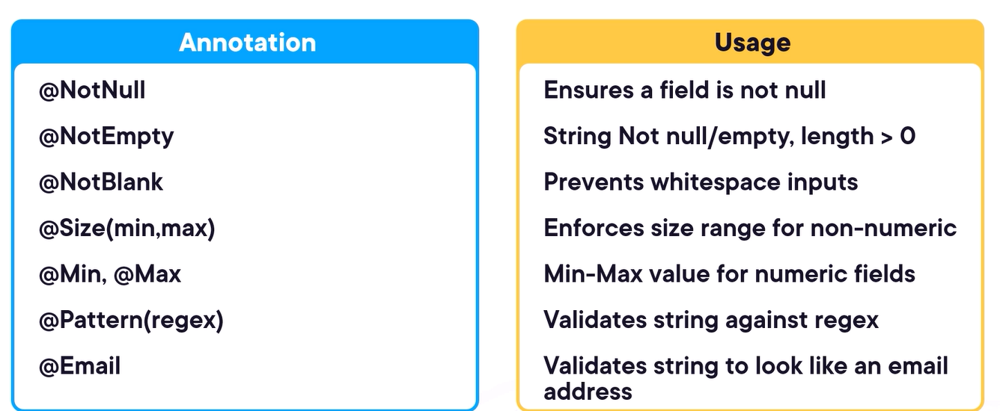 Annotation
@NotNull
@NotEmpty
@NotBlank
@Size(min,max)
@Min, @Max
@Pattern(regex)
@Email
Usage
Ensures a field is not null
String Not null/empty, length > 0
Prevents whitespace inputs
Enforces size range for non-numeric
Min-Max value for numeric fields
Validates string against regex
Validates string to look like an email
address